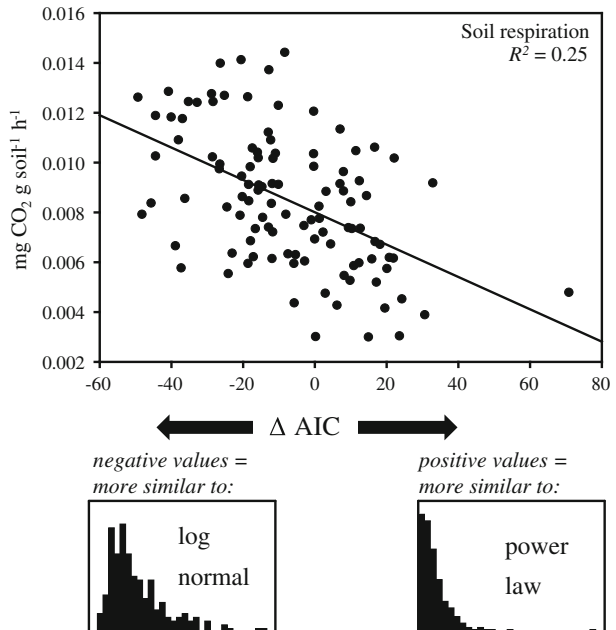 Soil respiration
R² = 0.25
0.016
0.014
0.012
0.010
0.008
0.006
0.004
0.002
mg CO₂ g soil⁻¹ h⁻¹
-60 -40 -20 0 20 40 60 80
Δ AIC
negative values =
more similar to:
log
normal
positive values =
more similar to:
power
law